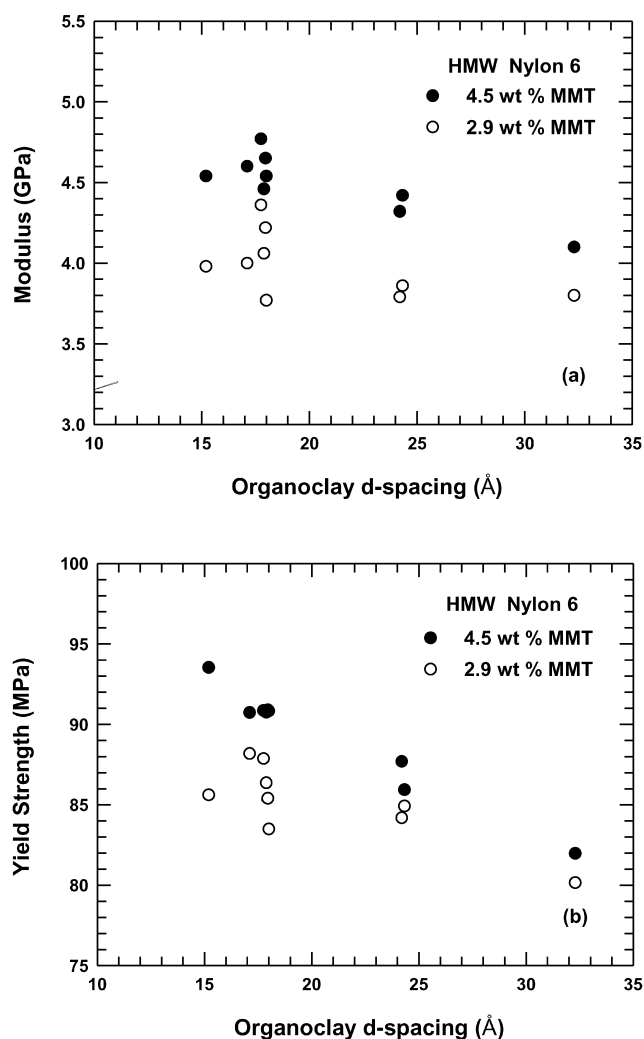 5.5
HMW Nylon 6
4.5 wt % MMT
2.9 wt % MMT
5.0
4.5
4.0
3.5
3.0
Modulus (GPa)
(a)
10 15 20 25 30 35
Organoclay d-spacing (Å)
100
HMW Nylon 6
4.5 wt % MMT
2.9 wt % MMT
95
90
85
80
75
Yield Strength (MPa)
(b)
10 15 20 25 30 35
Organoclay d-spacing (Å)